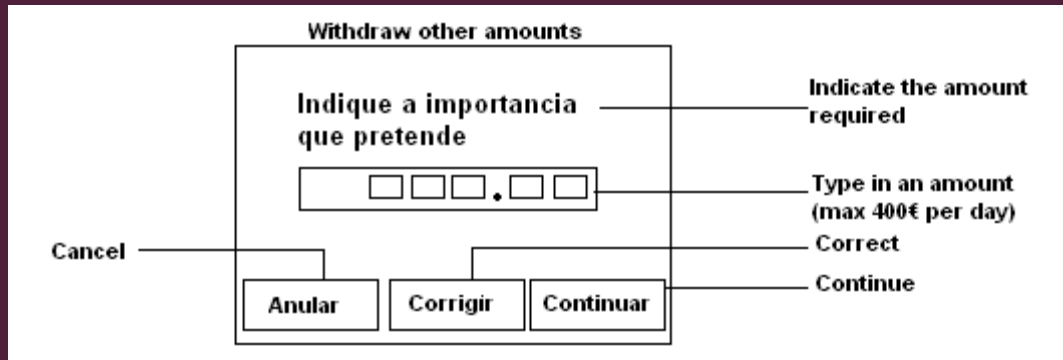 Withdraw other amounts
Indique a importancia
que pretende
Indicate the amount
required
Type in an amount
(max 400€ per day)
Cancel
Correct
Continue
Anular
Corrigir
Continuar